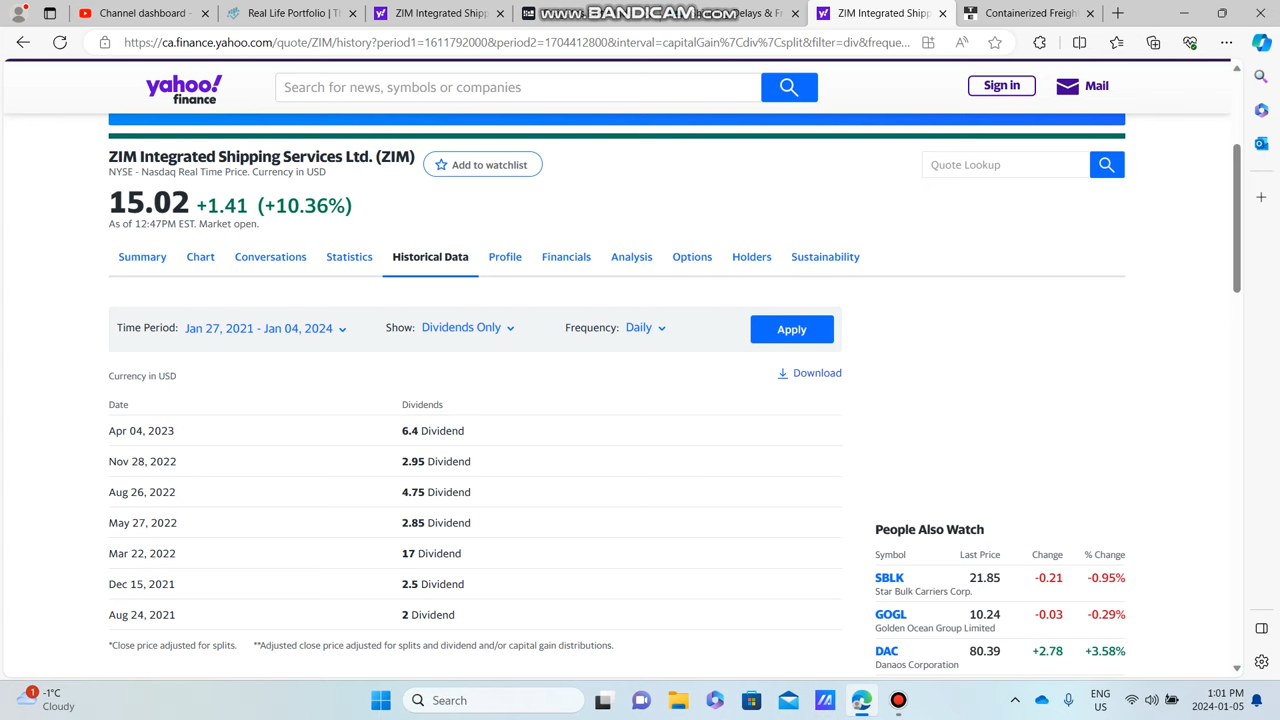 Channel dashboard -
Real Life Portfolio | Th
ZIM Integrated Shipp
WWW.BANDICAM.COM
elays &
ZIM Integrated Ship
Containerized Freigh
https://ca.finance.yahoo.com/quote/ZIM/history?period1=1611792000&period2=1704412800&interval=capitalGain%7Cdiv%7Csplit&filter=div&freque...
yahoo!
finance
Search for news, symbols or companies
Sign in
Mail
ZIM Integrated Shipping Services Ltd. (ZIM)
Add to watchlist
Quote Lookup
NYSE - Nasdaq Real Time Price. Currency in USD
15.02 +1.41 (+10.36%)
As of 12:47PM EST. Market open.
Summary Chart Conversations Statistics Historical Data Profile Financials Analysis Options Holders Sustainability
Time Period: Jan 27, 2021 - Jan 04, 2024 Show: Dividends Only Frequency: Daily Apply
Currency in USD
Download
Date Dividends
Apr 04, 2023 6.4 Dividend
Nov 28, 2022 2.95 Dividend
Aug 26, 2022 4.75 Dividend
May 27, 2022 2.85 Dividend
Mar 22, 2022 17 Dividend
Dec 15, 2021 2.5 Dividend
Aug 24, 2021 2 Dividend
*Close price adjusted for splits. **Adjusted close price adjusted for splits and dividend and/or capital gain distributions.
People Also Watch
Symbol Last Price Change % Change
SBLK 21.85 -0.21 -0.95%
Star Bulk Carriers Corp.
GOGL 10.24 -0.03 -0.29%
Golden Ocean Group Limited
DAC 80.39 +2.78 +3.58%
Danaos Corporation
1
-1°C
Cloudy
Search
ENG
US
1:01 PM
2024-01-05